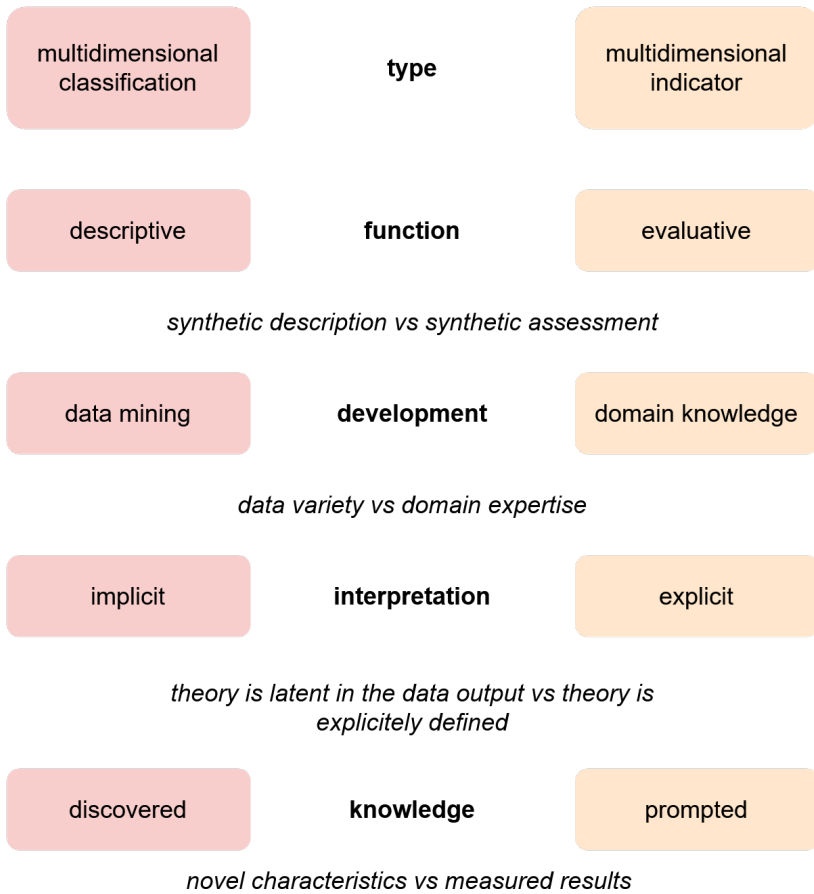 multidimensional
classification
type
multidimensional
indicator
descriptive
function
evaluative
synthetic description vs synthetic assessment
data mining
development
domain knowledge
data variety vs domain expertise
implicit
interpretation
explicit
theory is latent in the data output vs theory is
explicitely defined
discovered
knowledge
prompted
novel characteristics vs measured results